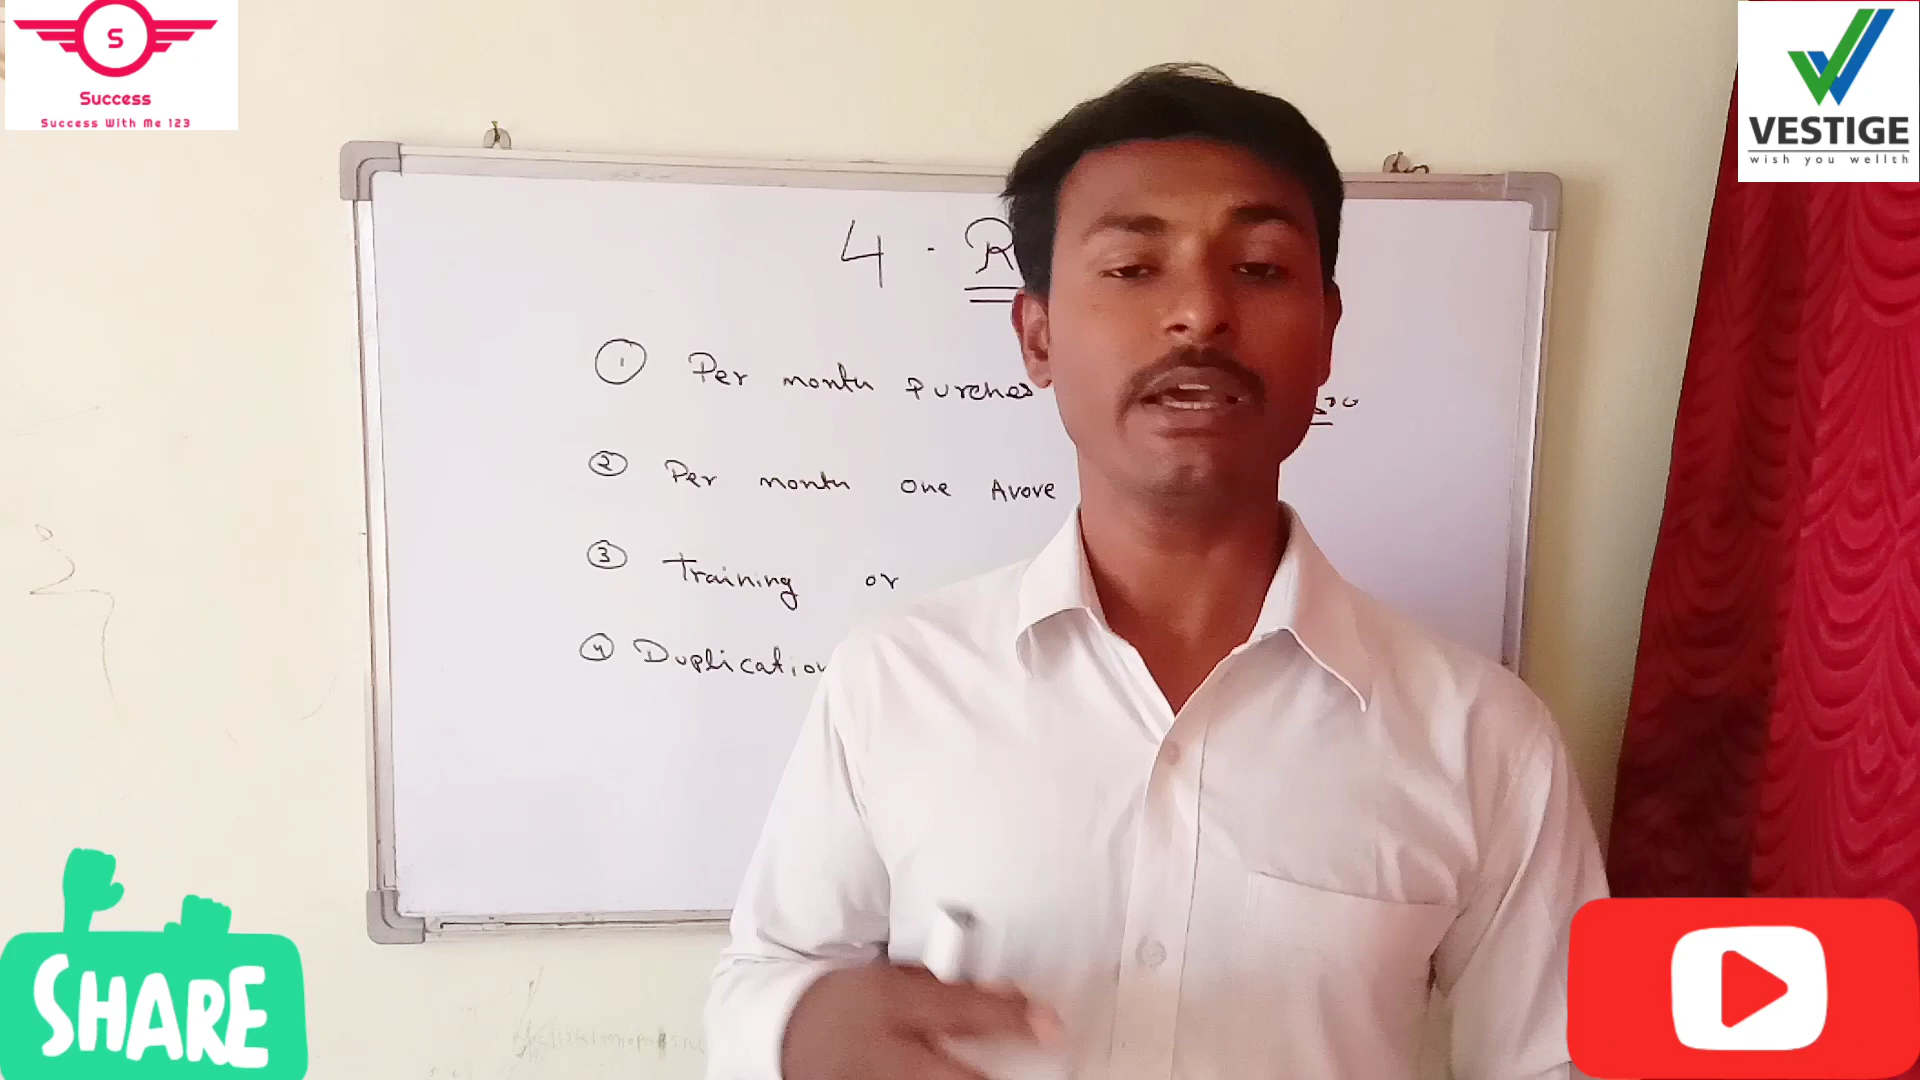 S
Success
Success With Me 123
VESTIGE
wish you wellth
4 · R
① Per month purches
② Per month one Avove
③ Training or
④ Duplication
SHARE